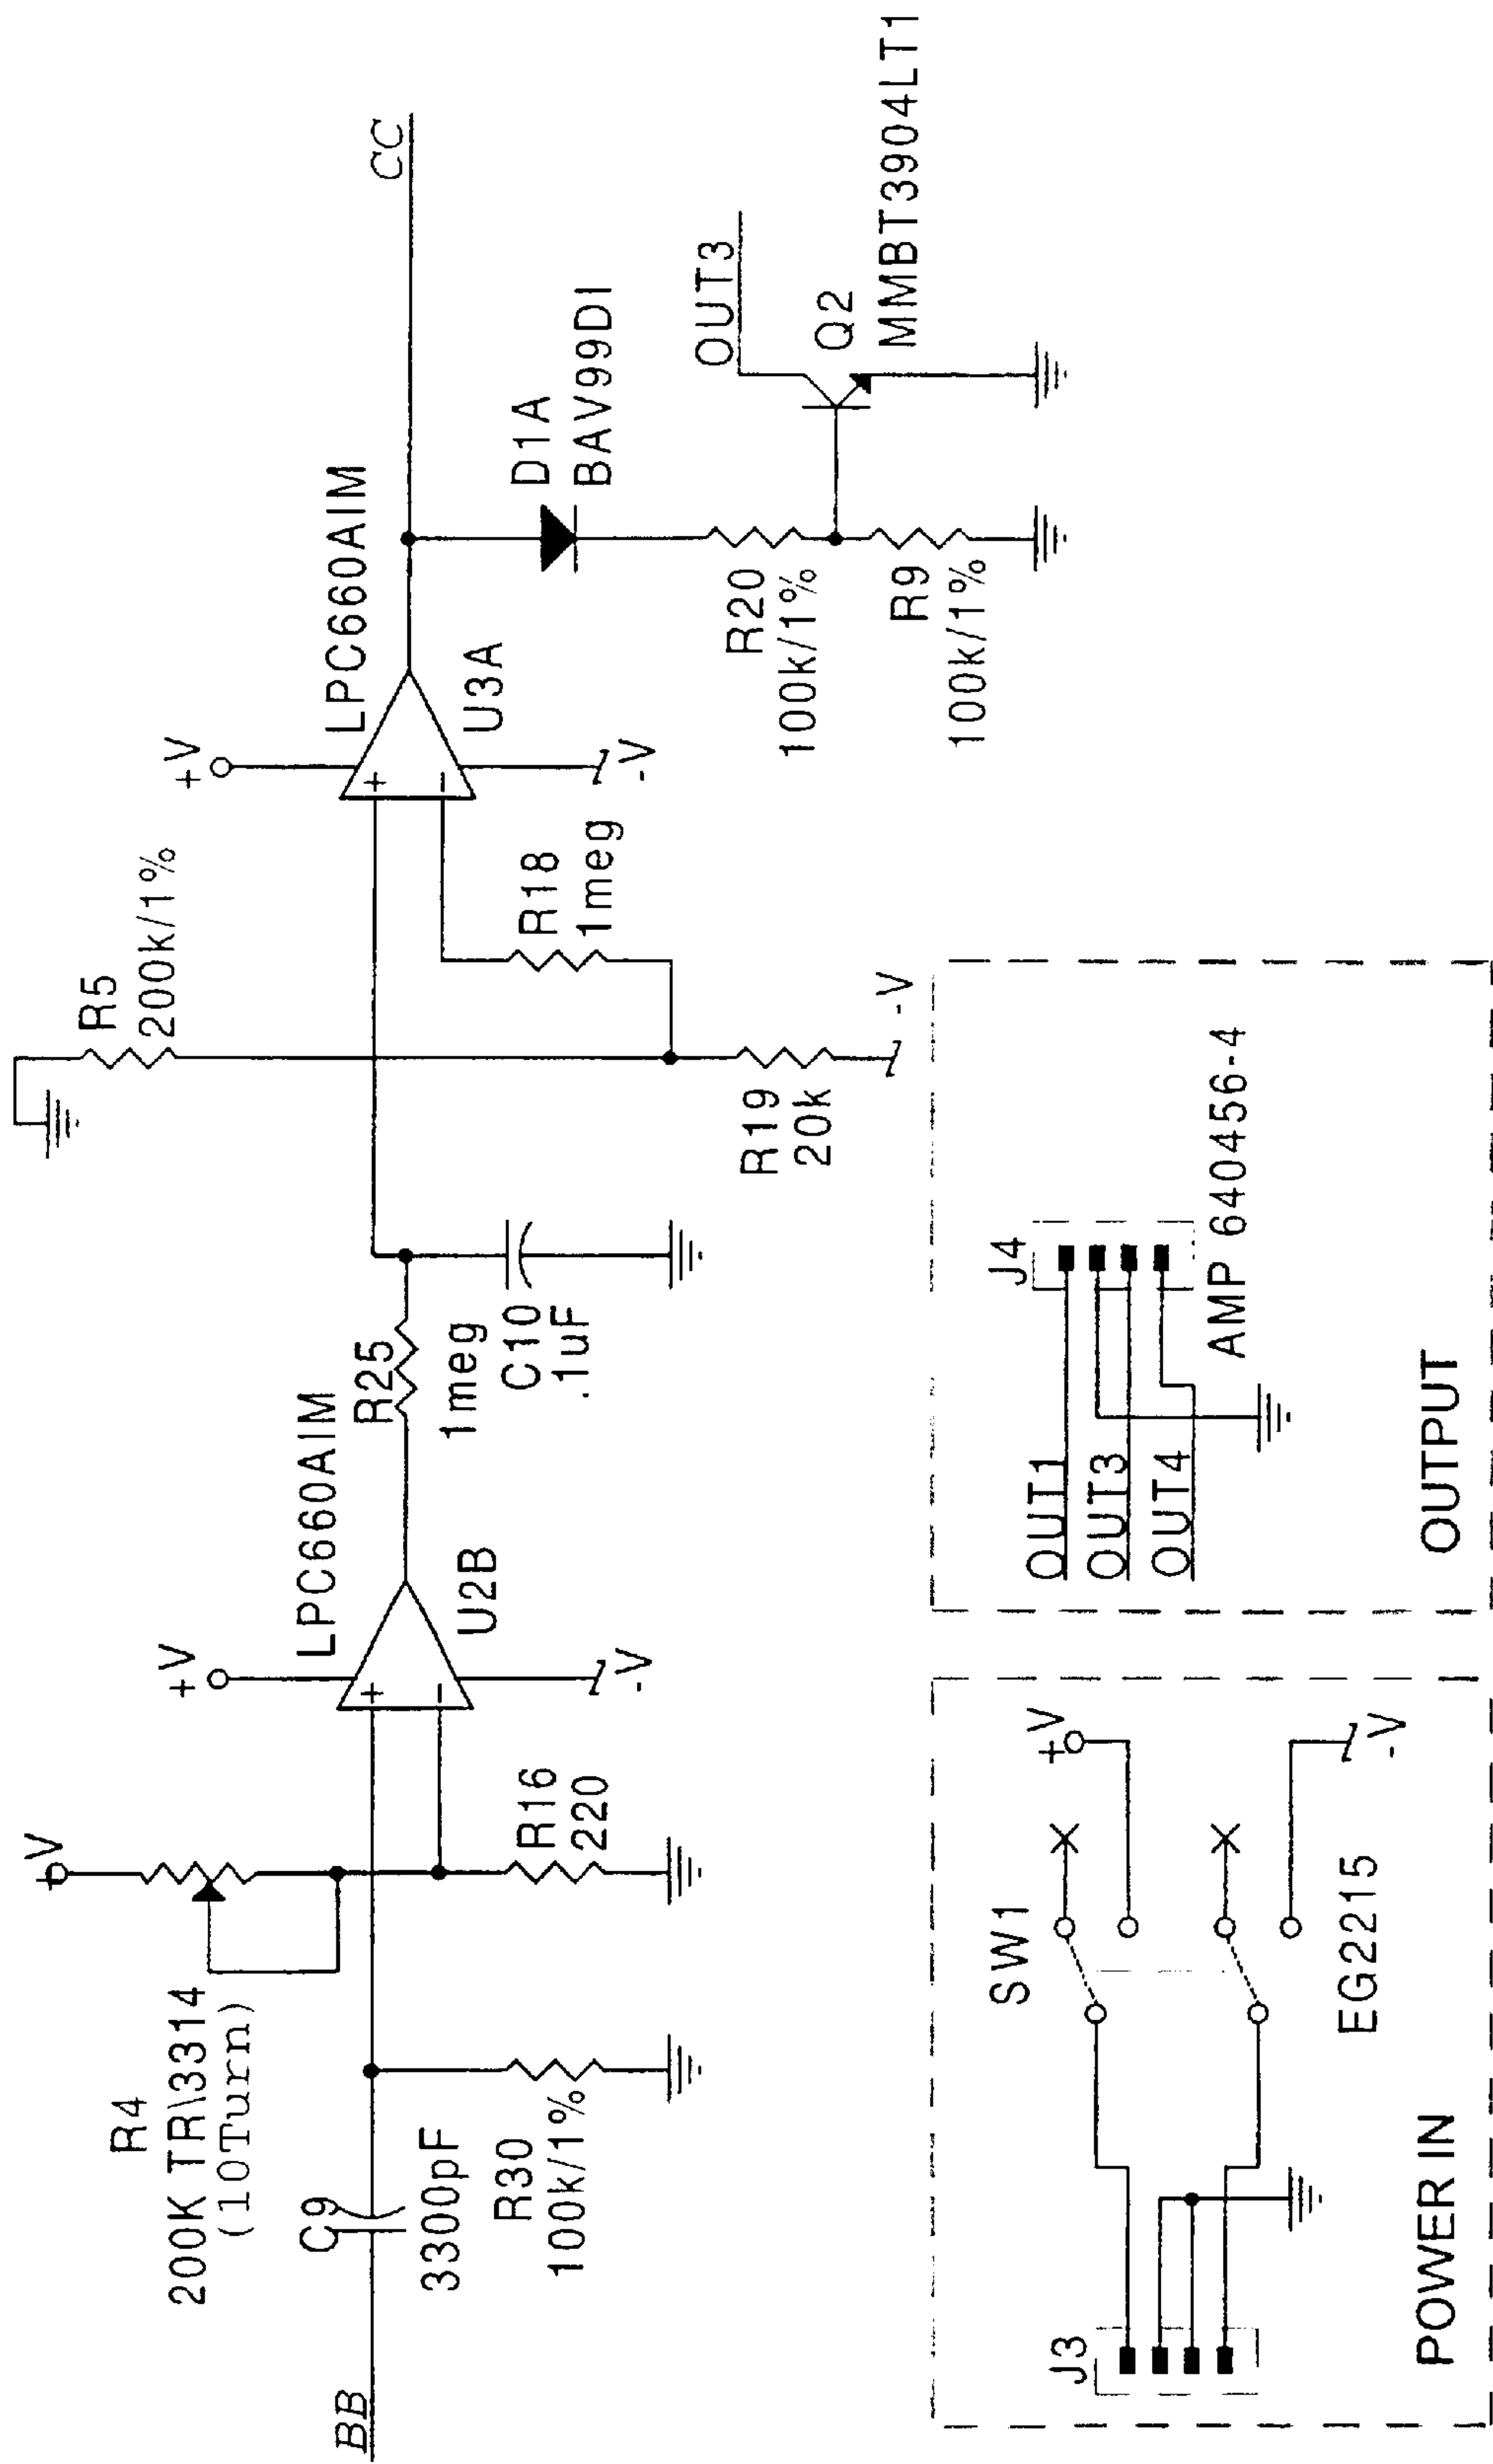 BB
C9
3300pF
R30
100k/1%
R4
200K TR\3314
(10Turn)
+V
R16
220
+V
LPC660AIM
+
-
U2B
-V
R25
1meg
C10
.1uF
R5
200k/1%
R19
20k
-V
R18
1meg
+V
LPC660AIM
+
-
U3A
-V
CC
D1A
BAV99DI
R20
100k/1%
R9
100k/1%
OUT3
Q2
MMBT3904LT1
J3
SW1
+V
-V
EG2215
POWER IN
OUT1
OUT3
OUT4
J4
AMP 640456-4
OUTPUT